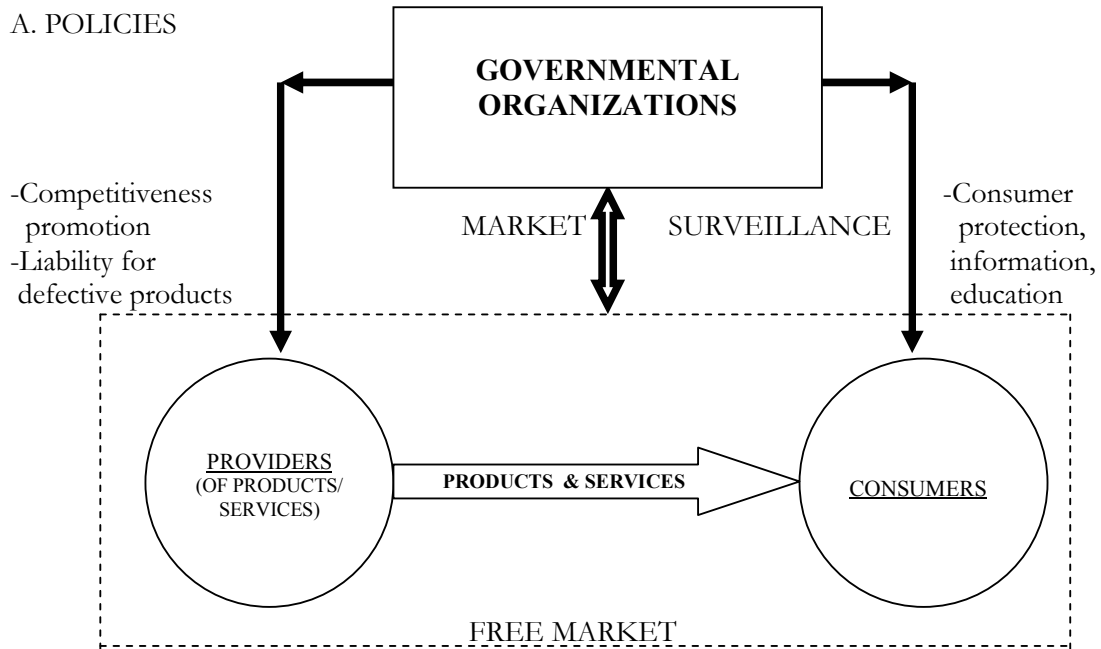 A. POLICIES
GOVERNMENTAL
ORGANIZATIONS
-Competitiveness
promotion
-Liability for
defective products
MARKET SURVEILLANCE
-Consumer
protection,
information,
education
PROVIDERS
(OF PRODUCTS/
SERVICES)
PRODUCTS & SERVICES
CONSUMERS
FREE MARKET